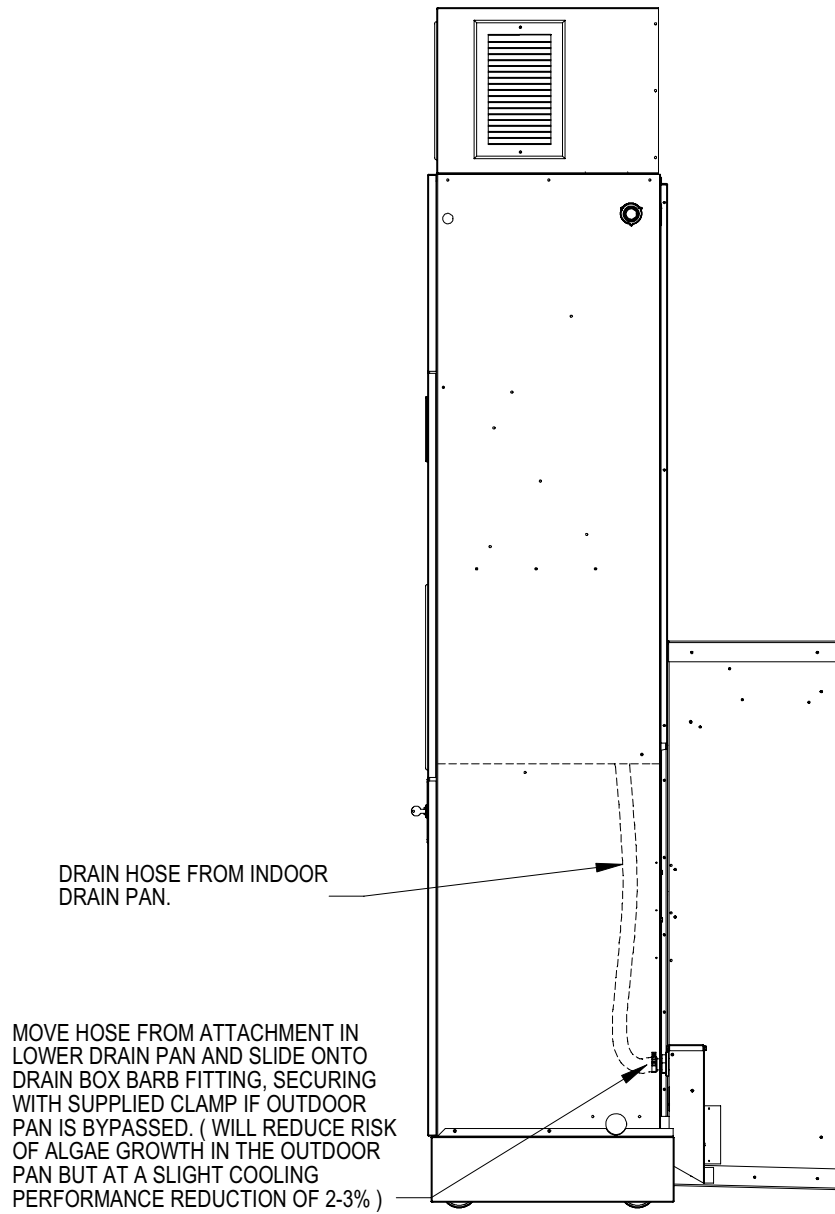 DRAIN HOSE FROM INDOOR
DRAIN PAN.
MOVE HOSE FROM ATTACHMENT IN
LOWER DRAIN PAN AND SLIDE ONTO
DRAIN BOX BARB FITTING, SECURING
WITH SUPPLIED CLAMP IF OUTDOOR
PAN IS BYPASSED. ( WILL REDUCE RISK
OF ALGAE GROWTH IN THE OUTDOOR
PAN BUT AT A SLIGHT COOLING
PERFORMANCE REDUCTION OF 2-3% )